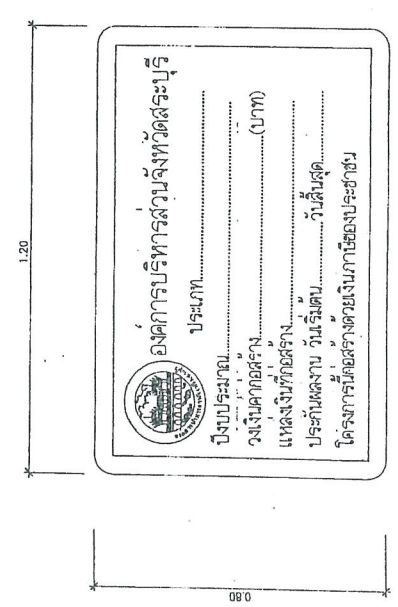 1.20
องค์การบริหารส่วนจังหวัดสระบุรี
ประเภท........................................
ปีงบประมาณ........................................
วงเงินค่าก่อสร้าง........................................(บาท)
แหล่งเงินที่ก่อสร้าง........................................
ประกันผลงาน วันเริ่มต้น....................วันสิ้นสุด....................
โครงการนี้ก่อสร้างด้วยเงินภาษีของประชาชน
0.80